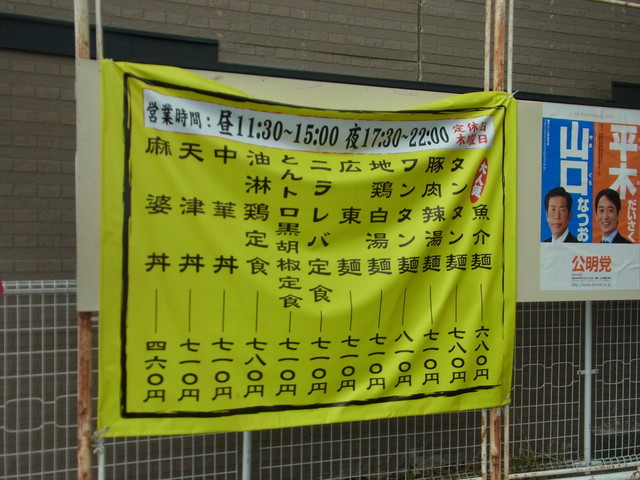 営業時間：昼11:30~15:00 夜17:30~22:00 定休日 木曜日
大人気 魚介麺 六八〇円
タンタン麺 七八〇円
豚肉辣湯麺 七一〇円
ワンタン麺 八一〇円
地鶏白湯麺 七一〇円
広東麺 七一〇円
ニラレバ定食 七一〇円
とんトロ黒胡椒定食 七一〇円
油淋鶏定食 七八〇円
中華丼 七一〇円
天津丼 七一〇円
麻婆丼 四六〇円
平木だいさく
山口なつお
やま ぐち
公明党